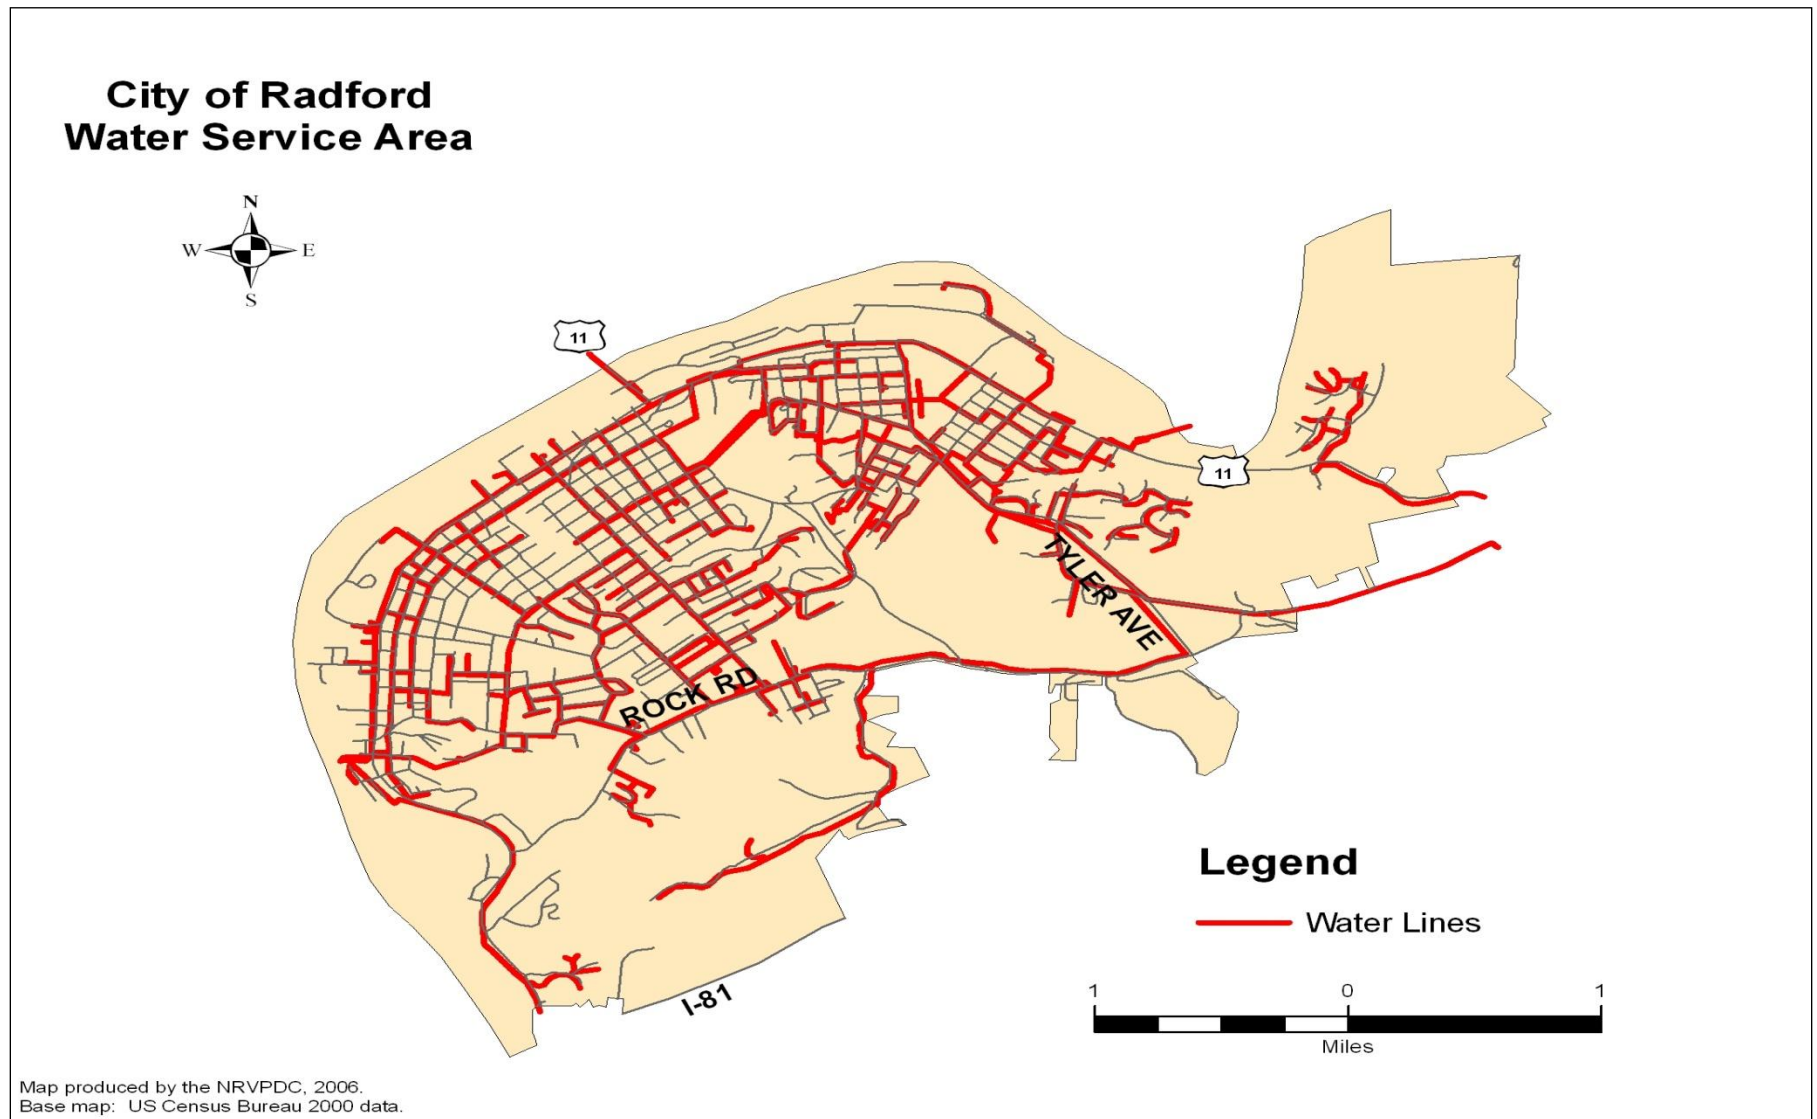 City of Radford
Water Service Area
N
W E
S
11
11
TYLER AVE
ROCK RD
I-81
Legend
Water Lines
1 0 1
Miles
Map produced by the NRVPDC, 2006.
Base map: US Census Bureau 2000 data.